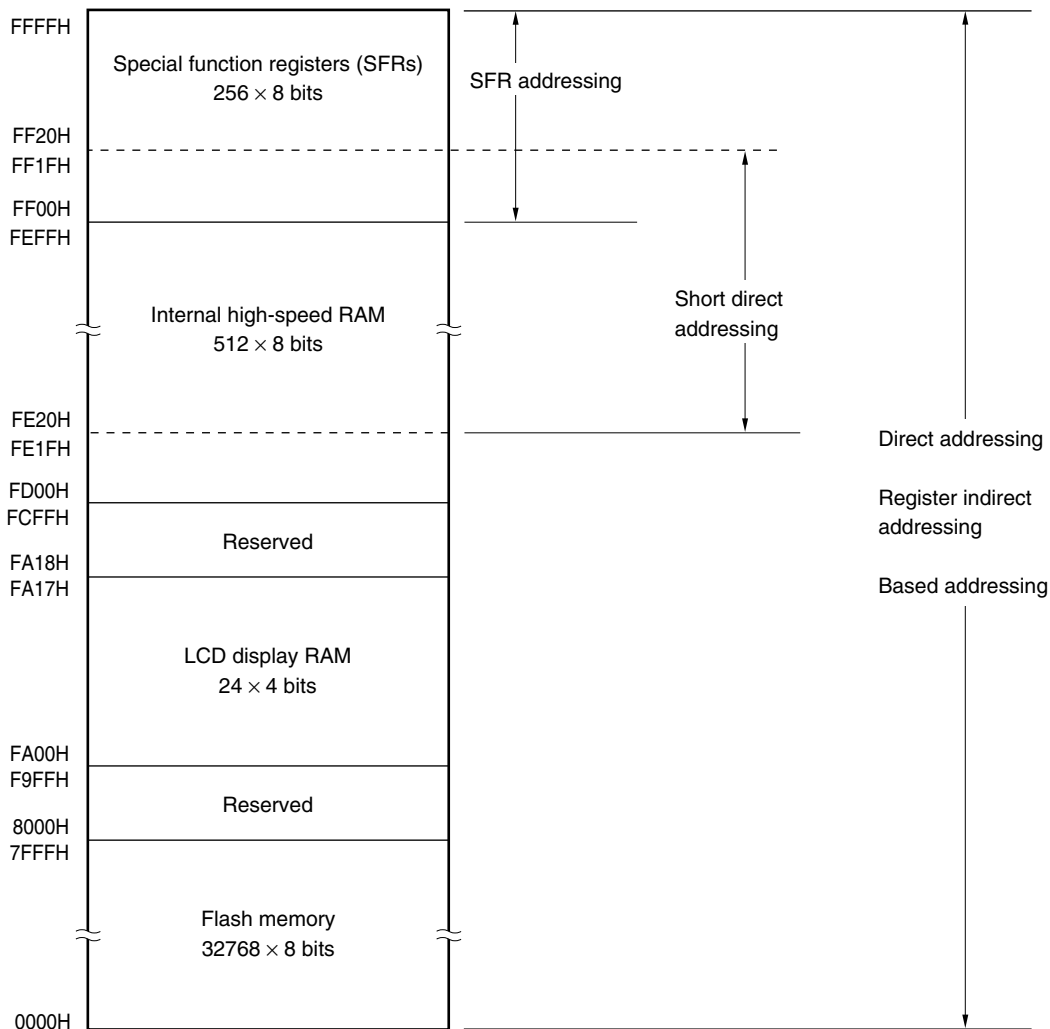 FFFFH
Special function registers (SFRs)
256 × 8 bits
SFR addressing
FF20H
FF1FH
FF00H
FEFFH
Internal high-speed RAM
512 × 8 bits
Short direct
addressing
FE20H
FE1FH
Direct addressing
Register indirect
addressing
Based addressing
FD00H
FCFFH
Reserved
FA18H
FA17H
LCD display RAM
24 × 4 bits
FA00H
F9FFH
Reserved
8000H
7FFFH
Flash memory
32768 × 8 bits
0000H